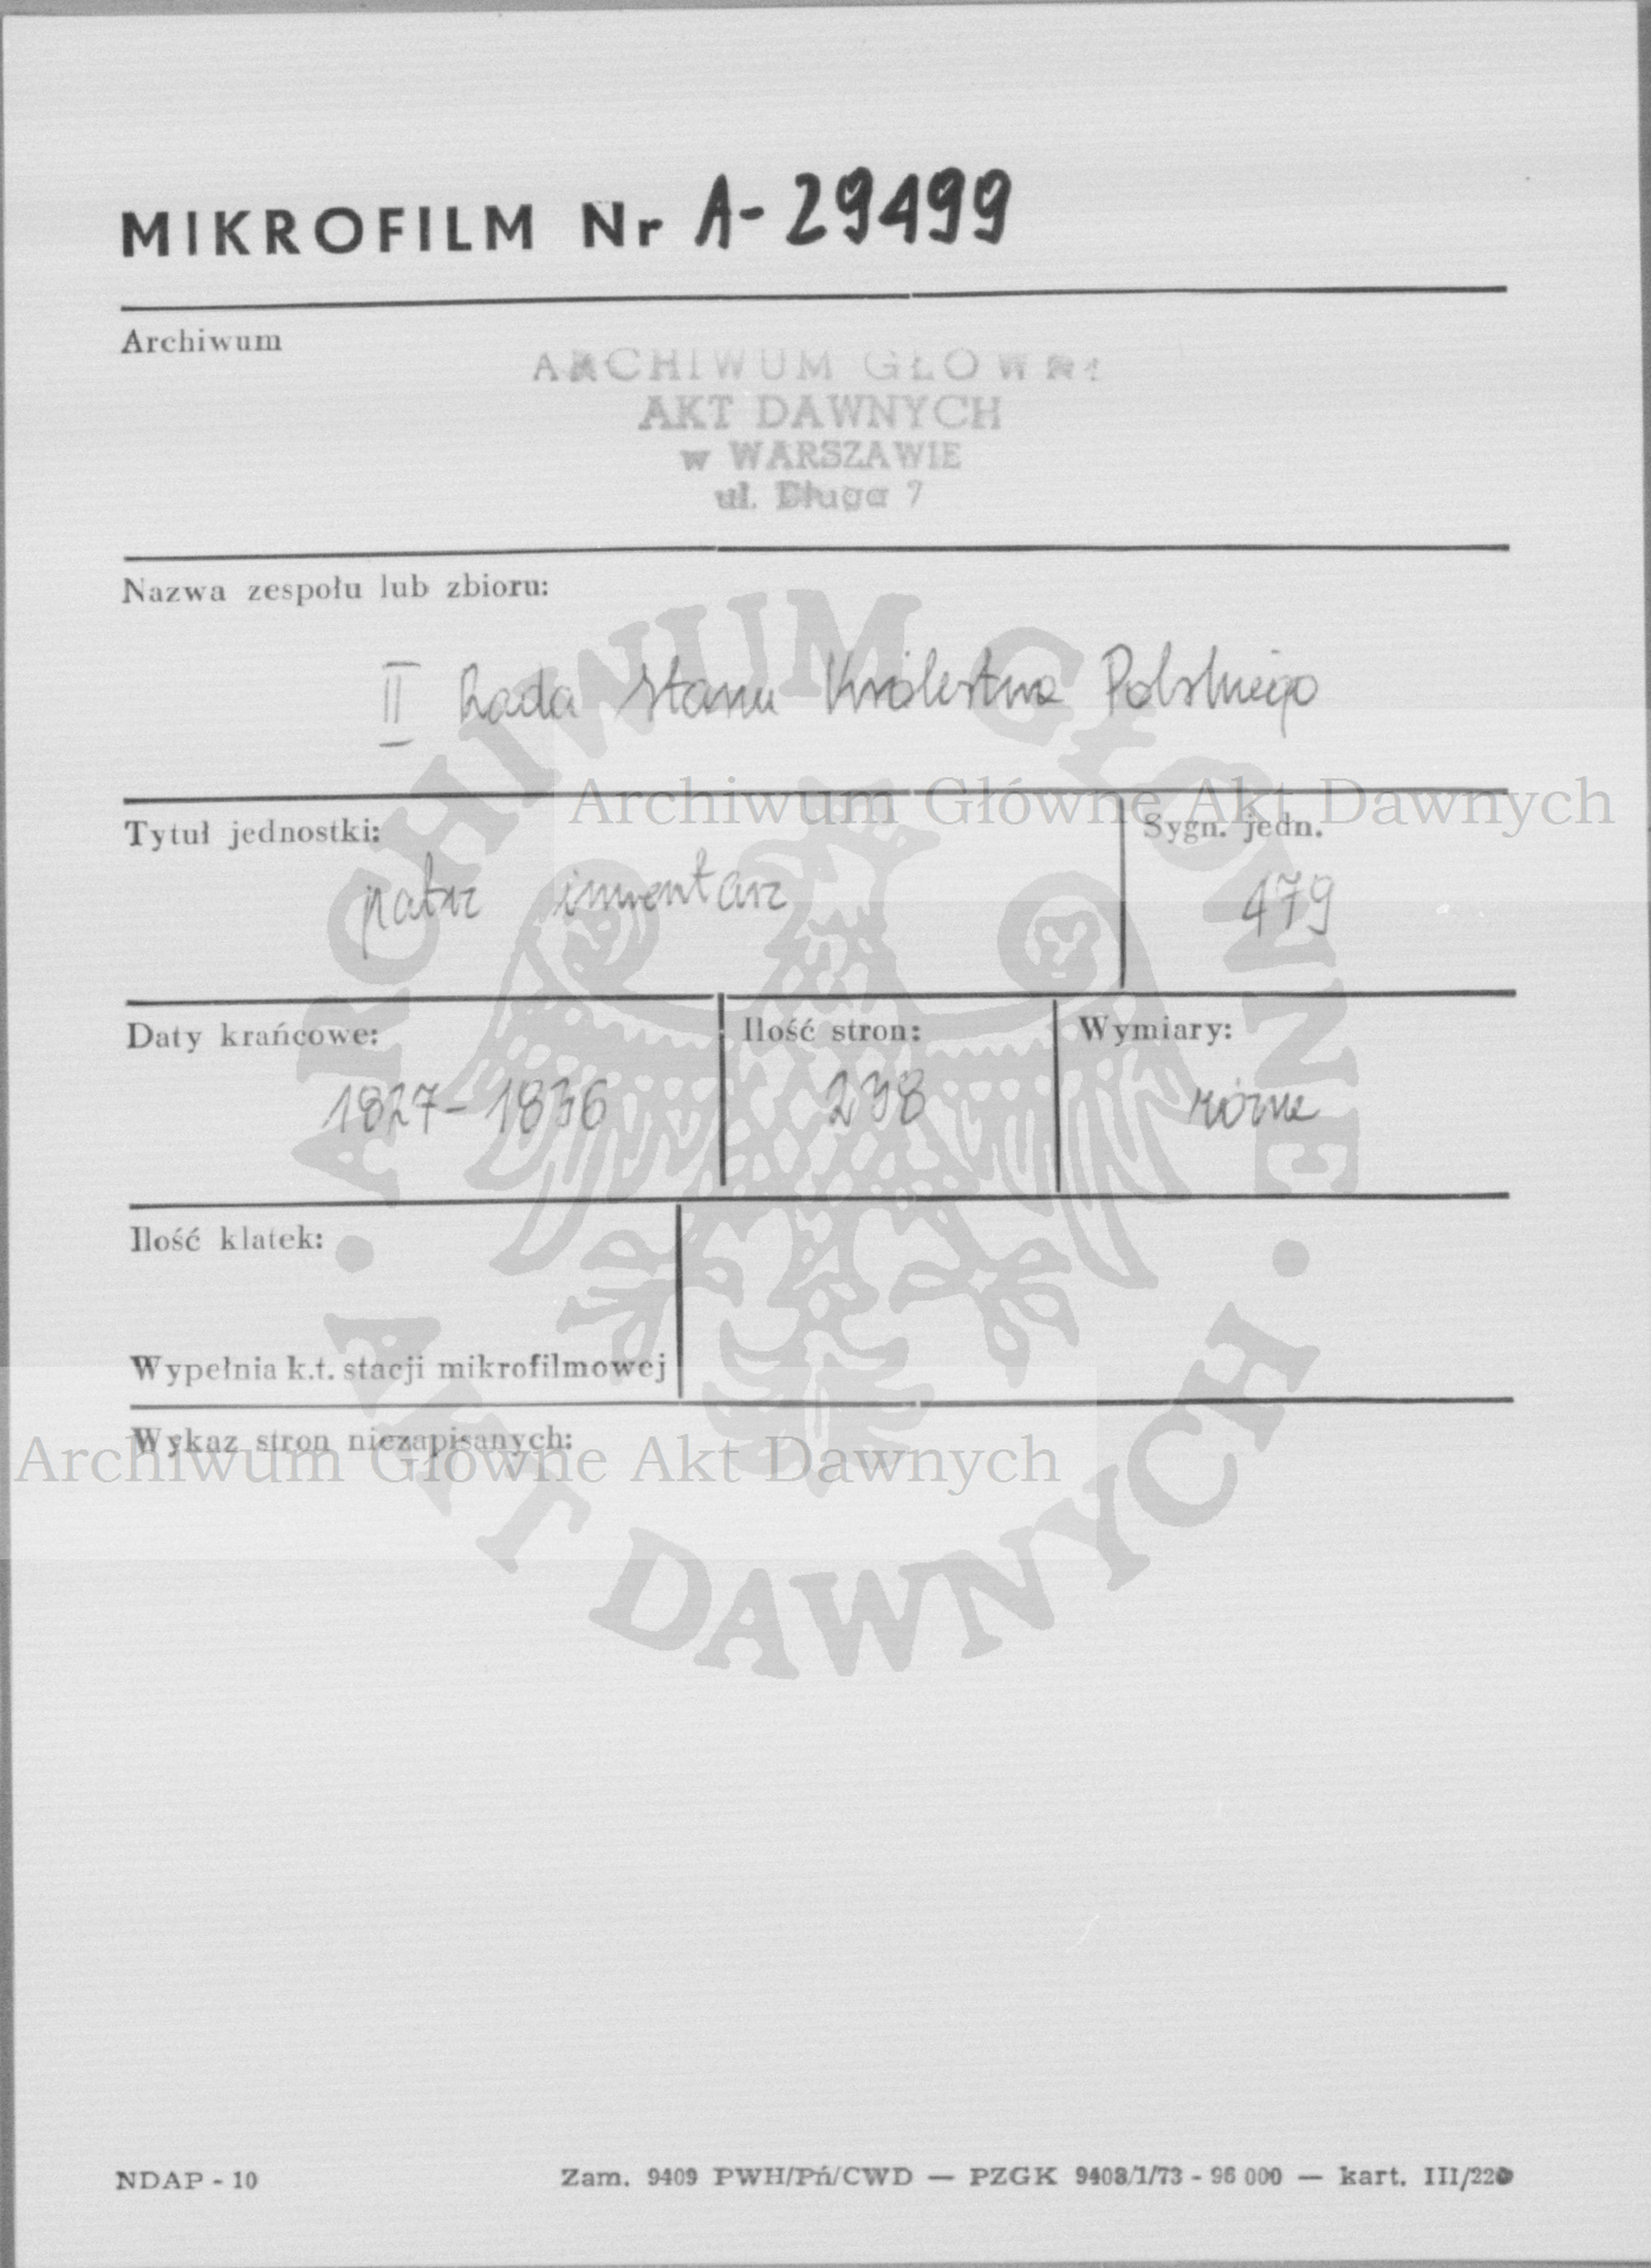 MIKROFILM Nr A-29499
Archiwum
ARCHIWUM GŁÓWNE
AKT DAWNYCH
w WARSZAWIE
ul. Długa 7
Nazwa zespołu lub zbioru:
II Rada Stanu Królestwa Polskiego
Archiwum Główne Akt Dawnych
Tytuł jednostki:
Sygn. jedn.
patrz inwentarz
479
Daty krańcowe:
Ilość stron:
Wymiary:
1827-1836
238
różne
Ilość klatek:
Wypełnia k.t. stacji mikrofilmowej
Wykaz stron niezapisanych:
Archiwum Główne Akt Dawnych
ARCHIWUM GŁÓWNE
· AKT DAWNYCH ·
NDAP - 10
Zam. 9409 PWH/Pń/CWD — PZGK 9408/1/73 - 96 000 — kart. III/220